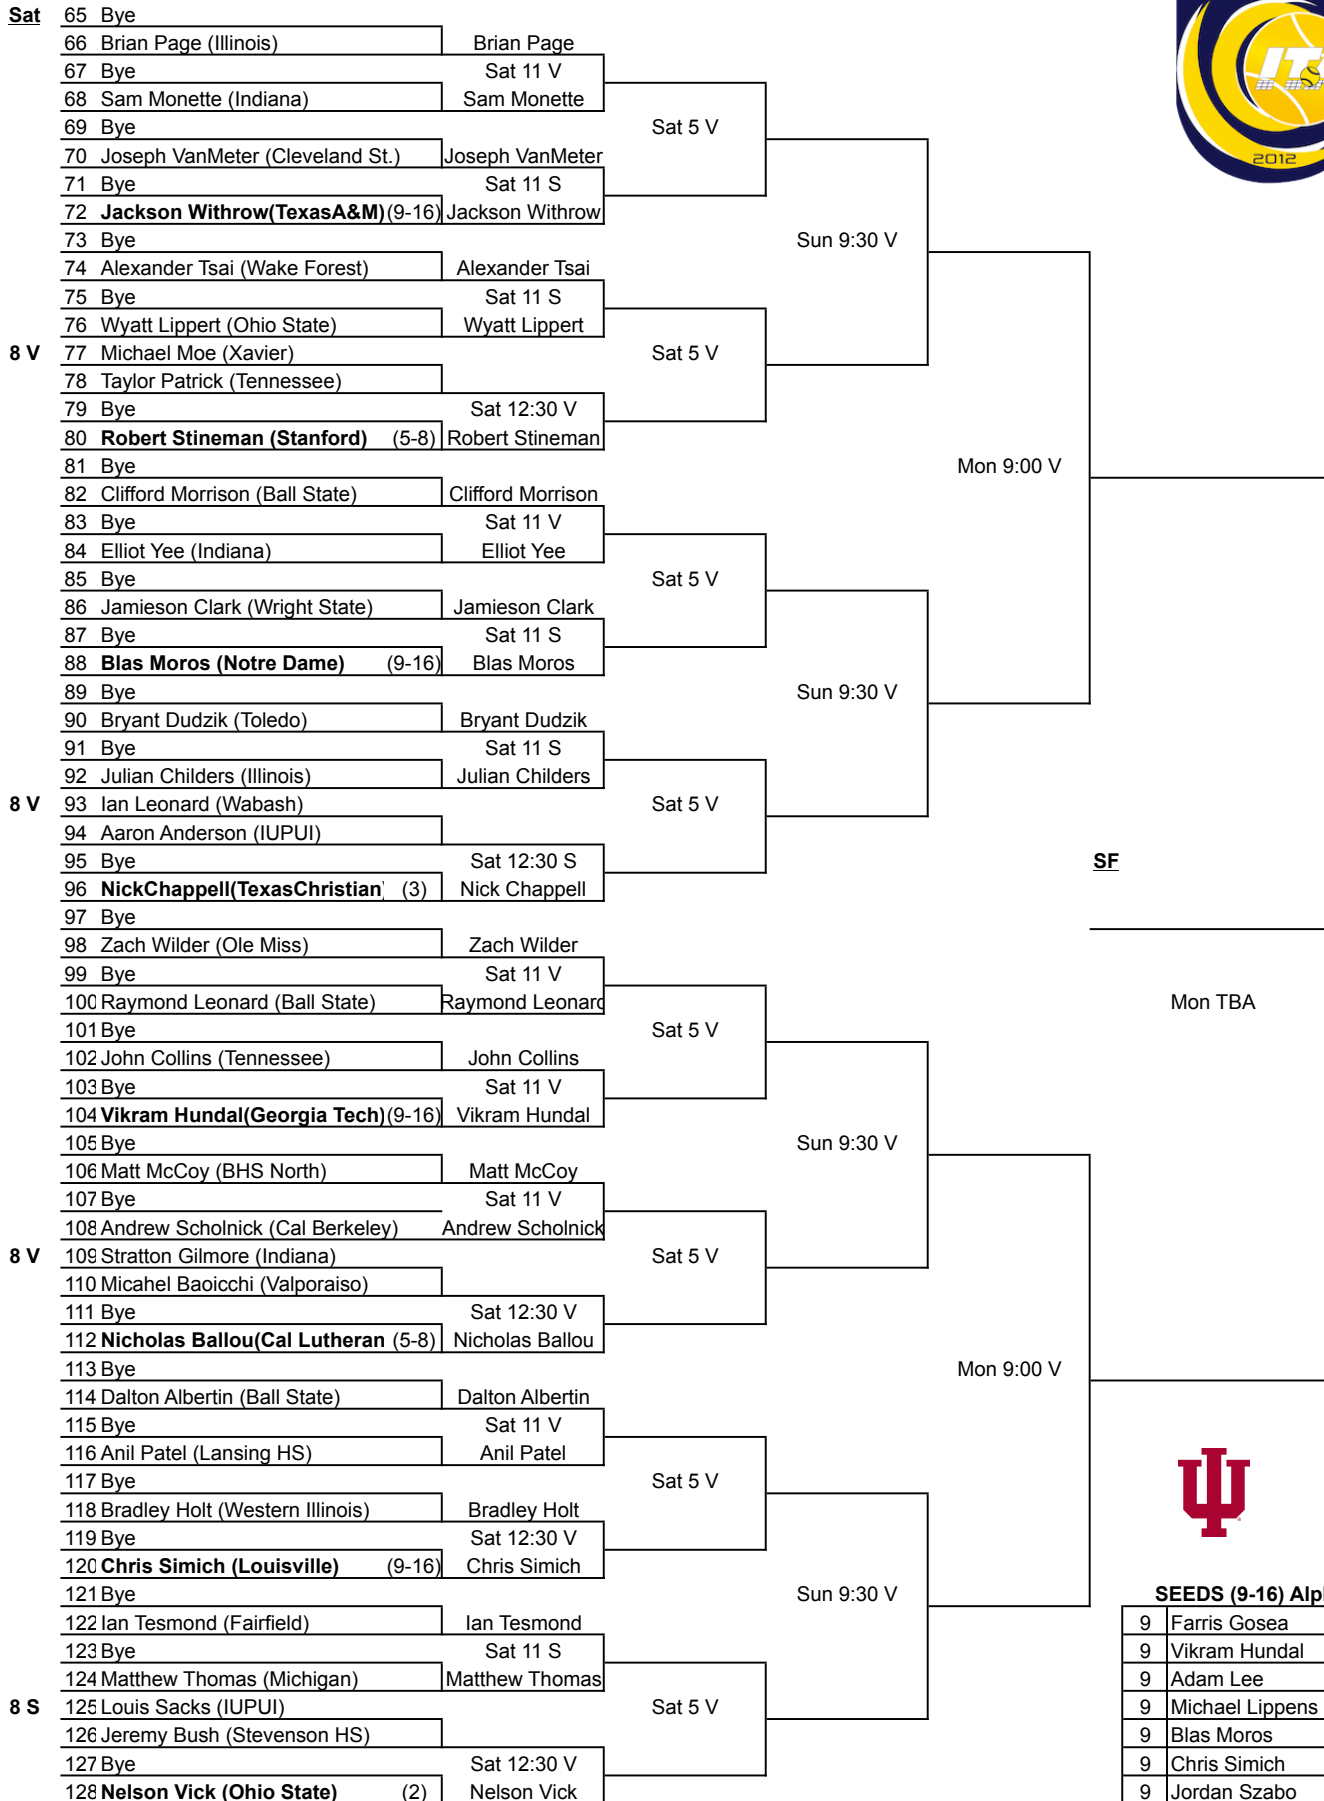 Sat 65 Bye
66 Brian Page (Illinois) Brian Page
67 Bye Sat 11 V
68 Sam Monette (Indiana) Sam Monette
69 Bye Sat 5 V
70 Joseph VanMeter (Cleveland St.) Joseph VanMeter
71 Bye Sat 11 S
72 Jackson Withrow(TexasA&M) (9-16) Jackson Withrow
73 Bye Sun 9:30 V
74 Alexander Tsai (Wake Forest) Alexander Tsai
75 Bye Sat 11 S
76 Wyatt Lippert (Ohio State) Wyatt Lippert
8 V 77 Michael Moe (Xavier) Sat 5 V
78 Taylor Patrick (Tennessee)
79 Bye Sat 12:30 V
80 Robert Stineman (Stanford) (5-8) Robert Stineman
81 Bye Mon 9:00 V
82 Clifford Morrison (Ball State) Clifford Morrison
83 Bye Sat 11 V
84 Elliot Yee (Indiana) Elliot Yee
85 Bye Sat 5 V
86 Jamieson Clark (Wright State) Jamieson Clark
87 Bye Sat 11 S
88 Blas Moros (Notre Dame) (9-16) Blas Moros
89 Bye Sun 9:30 V
90 Bryant Dudzik (Toledo) Bryant Dudzik
91 Bye Sat 11 S
92 Julian Childers (Illinois) Julian Childers
8 V 93 Ian Leonard (Wabash) Sat 5 V
94 Aaron Anderson (IUPUI)
95 Bye Sat 12:30 S SF
96 NickChappell(TexasChristian) (3) Nick Chappell
97 Bye
98 Zach Wilder (Ole Miss) Zach Wilder
99 Bye Sat 11 V
100 Raymond Leonard (Ball State) Raymond Leonard Mon TBA
101 Bye Sat 5 V
102 John Collins (Tennessee) John Collins
103 Bye Sat 11 V
104 Vikram Hundal(Georgia Tech) (9-16) Vikram Hundal
105 Bye Sun 9:30 V
106 Matt McCoy (BHS North) Matt McCoy
107 Bye Sat 11 V
108 Andrew Scholnick (Cal Berkeley) Andrew Scholnick
8 V 109 Stratton Gilmore (Indiana) Sat 5 V
110 Micahel Baoicchi (Valporaiso)
111 Bye Sat 12:30 V
112 Nicholas Ballou(Cal Lutheran (5-8) Nicholas Ballou
113 Bye Mon 9:00 V
114 Dalton Albertin (Ball State) Dalton Albertin
115 Bye Sat 11 V
116 Anil Patel (Lansing HS) Anil Patel
117 Bye Sat 5 V
118 Bradley Holt (Western Illinois) Bradley Holt
119 Bye Sat 12:30 V
120 Chris Simich (Louisville) (9-16) Chris Simich
121 Bye Sun 9:30 V SEEDS (9-16)
122 Ian Tesmond (Fairfield) Ian Tesmond 9 Farris Gosea
123 Bye Sat 11 S 9 Vikram Hundal
124 Matthew Thomas (Michigan) Matthew Thomas 9 Adam Lee
8 S 125 Louis Sacks (IUPUI) Sat 5 V 9 Michael Lippens
126 Jeremy Bush (Stevenson HS) 9 Blas Moros
127 Bye Sat 12:30 V 9 Chris Simich
128 Nelson Vick (Ohio State) (2) Nelson Vick 9 Jordan Szabo
2012